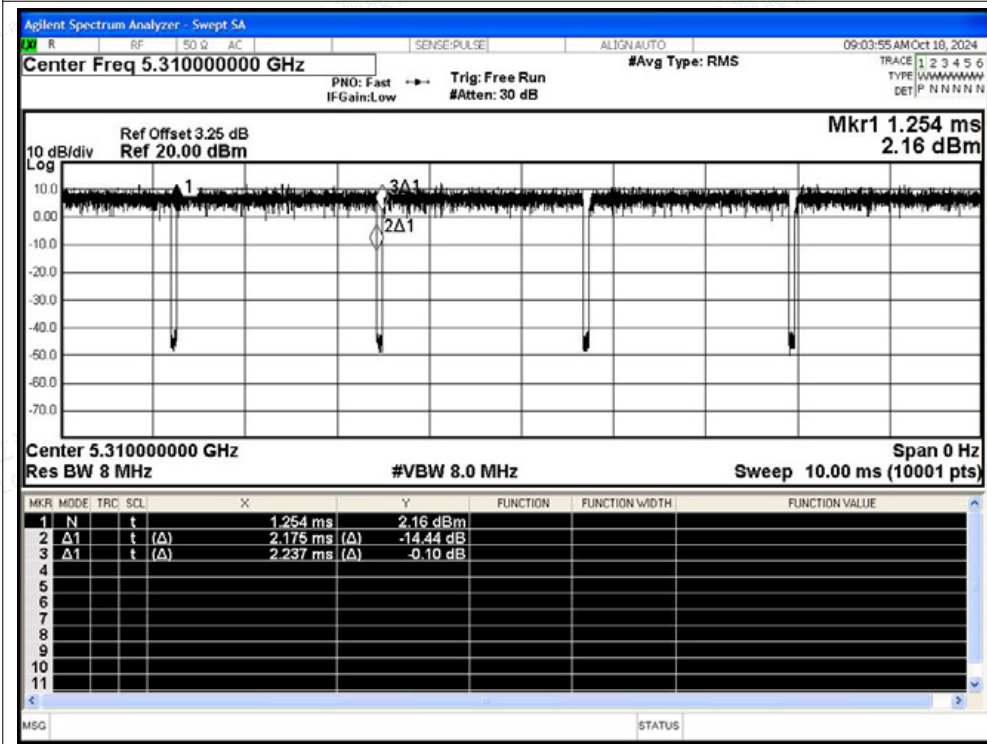 Agilent Spectrum Analyzer - Swept SA
LXI R RF 50 Ω AC SENSE:PULSE ALIGN AUTO 09:03:55 AM Oct 18, 2024
Center Freq 5.310000000 GHz #Avg Type: RMS TRACE 1 2 3 4 5 6
PNO: Fast Trig: Free Run TYPE WWWWWW
IFGain:Low #Atten: 30 dB DET P N N N N N
Mkr1 1.254 ms
Ref Offset 3.25 dB
10 dB/div Ref 20.00 dBm 2.16 dBm
Log
10.0
1 3Δ1
0.00
2Δ1
-10.0
-20.0
-30.0
-40.0
-50.0
-60.0
-70.0
Center 5.310000000 GHz Span 0 Hz
Res BW 8 MHz #VBW 8.0 MHz Sweep 10.00 ms (10001 pts)
MKR MODE TRC SCL X Y FUNCTION FUNCTION WIDTH FUNCTION VALUE
1 N t 1.254 ms 2.16 dBm
2 Δ1 t (Δ) 2.175 ms (Δ) -14.44 dB
3 Δ1 t (Δ) 2.237 ms (Δ) -0.10 dB
4
5
6
7
8
9
10
11
MSG STATUS